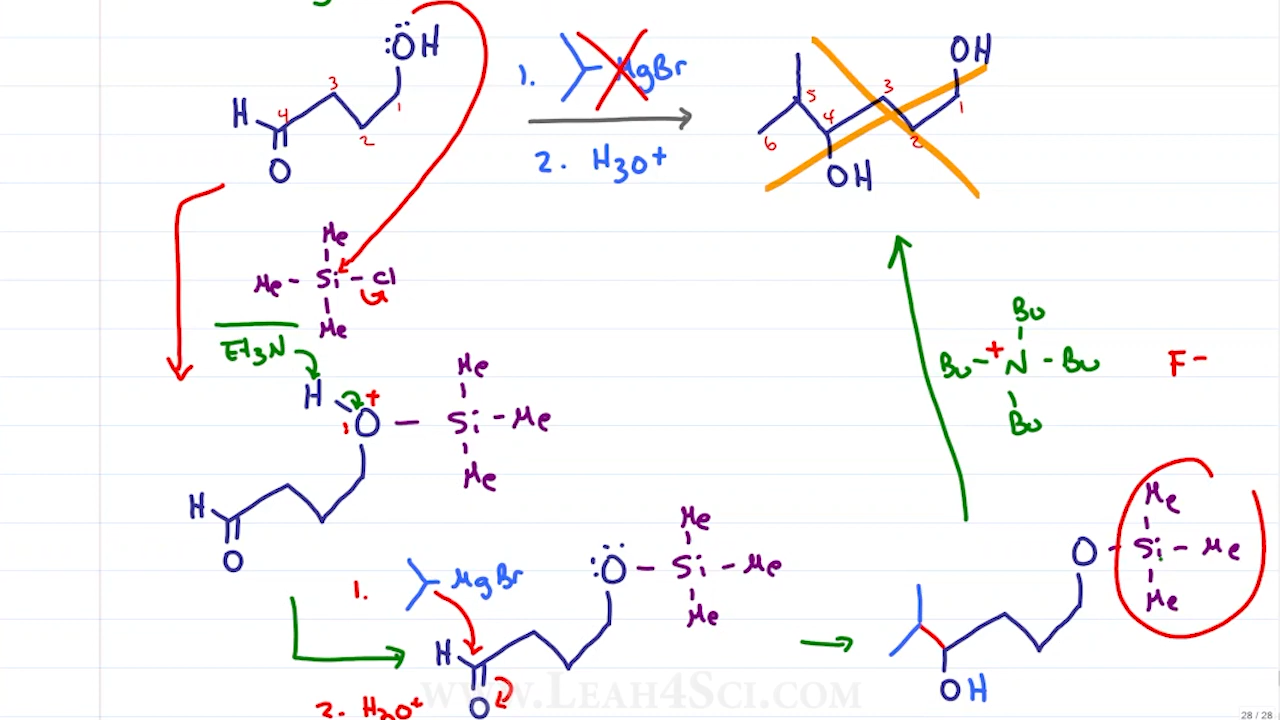 :ÖH
OH
1. MgBr
H 4 3 2 1
O
2. H3O+
6 5 4 3 2 1
OH
Me
Me - Si - Cl
Me
Et3N
Bu
Bu - N+ - Bu
Bu
F-
H
Me
O+ - Si - Me
Me
H
O
Me
:Ö - Si - Me
Me
Me
O - Si - Me
Me
1. MgBr
H
O
2. H3O+
OH
www.Leah4Sci.com
28 / 28